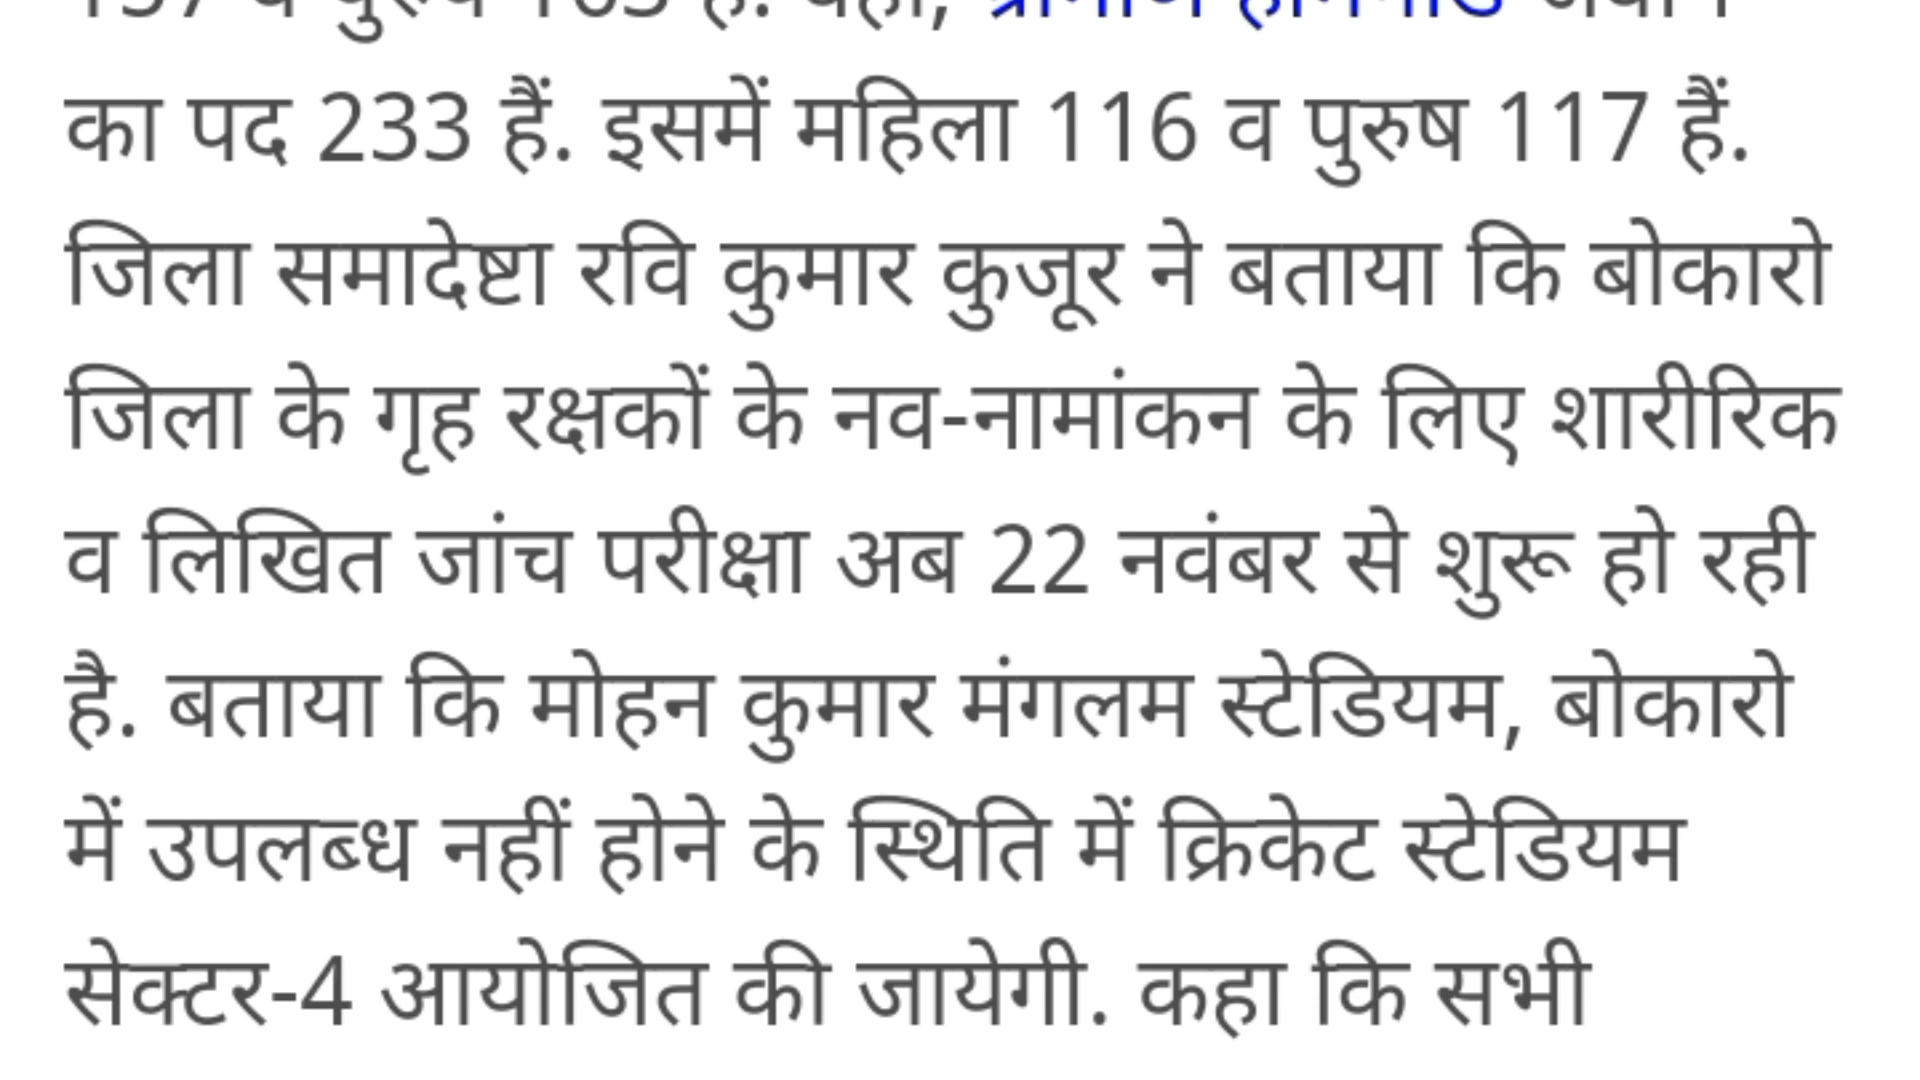 का पद 233 हैं. इसमें महिला 116 व पुरुष 117 हैं.
जिला समादेष्टा रवि कुमार कुजूर ने बताया कि बोकारो
जिला के गृह रक्षकों के नव-नामांकन के लिए शारीरिक
व लिखित जांच परीक्षा अब 22 नवंबर से शुरू हो रही
है. बताया कि मोहन कुमार मंगलम स्टेडियम, बोकारो
में उपलब्ध नहीं होने के स्थिति में क्रिकेट स्टेडियम
सेक्टर-4 आयोजित की जायेगी. कहा कि सभी